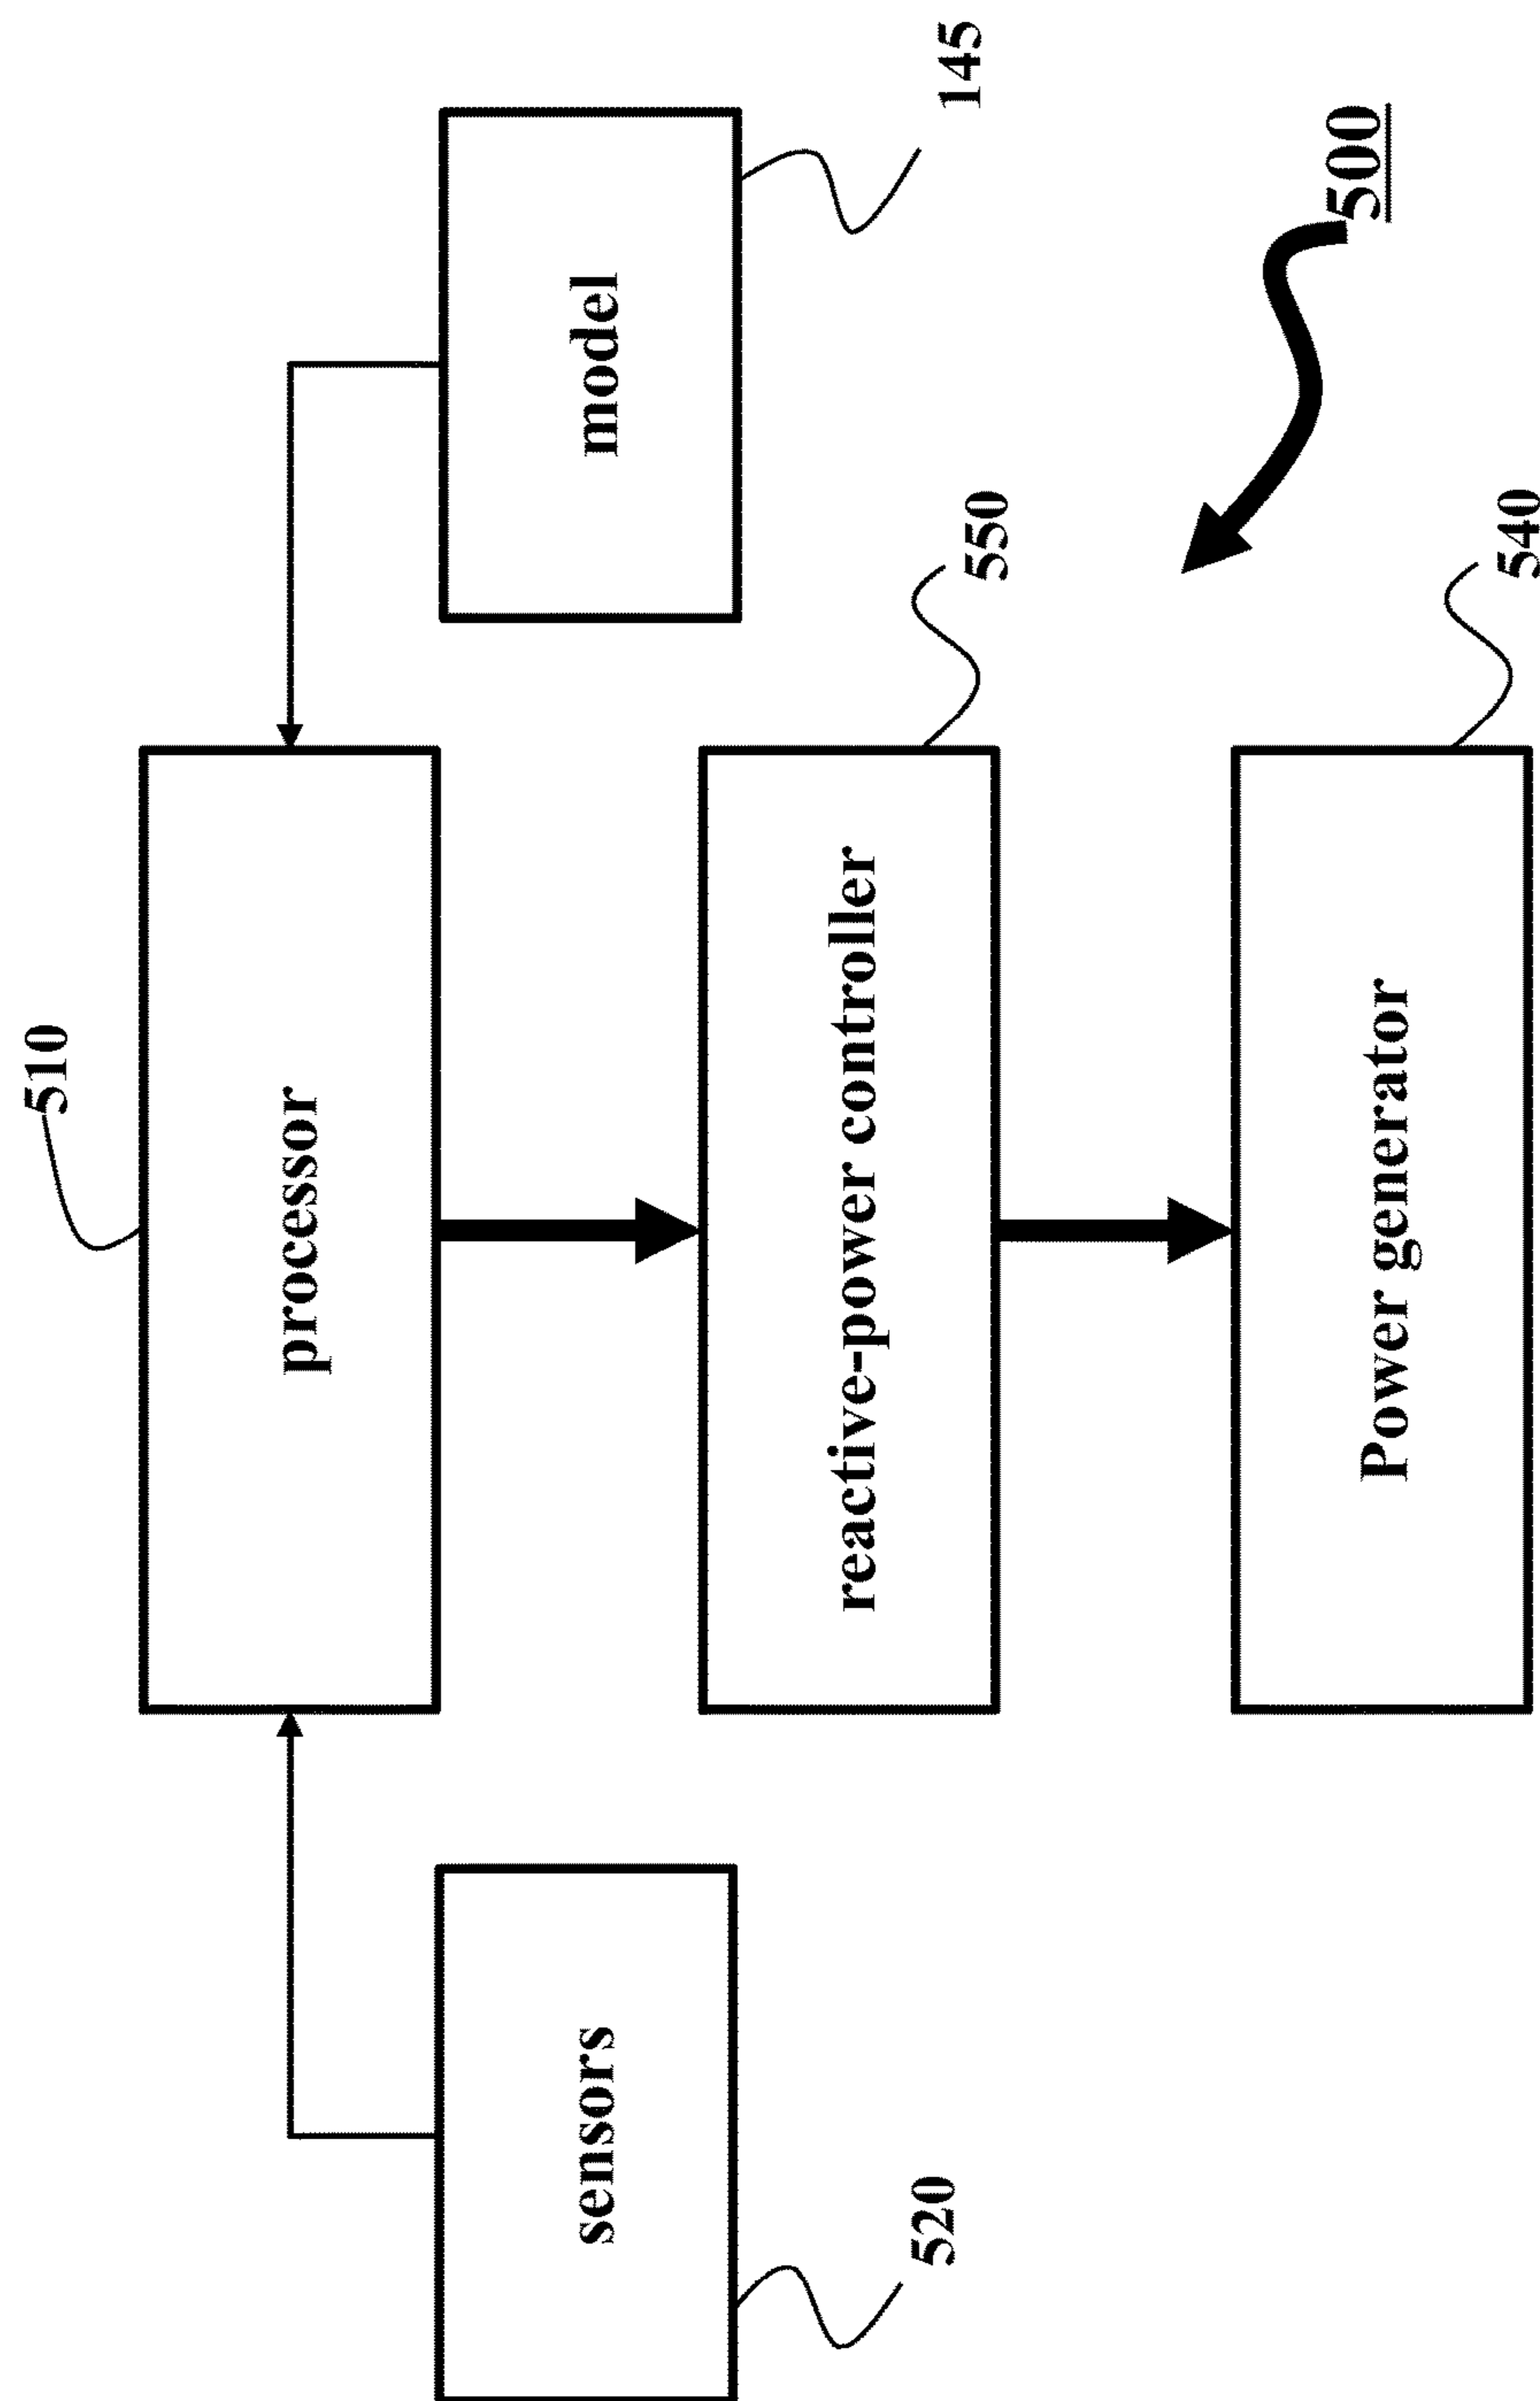 510
processor
sensors
520
model
145
reactive-power controller
550
500
Power generator
540